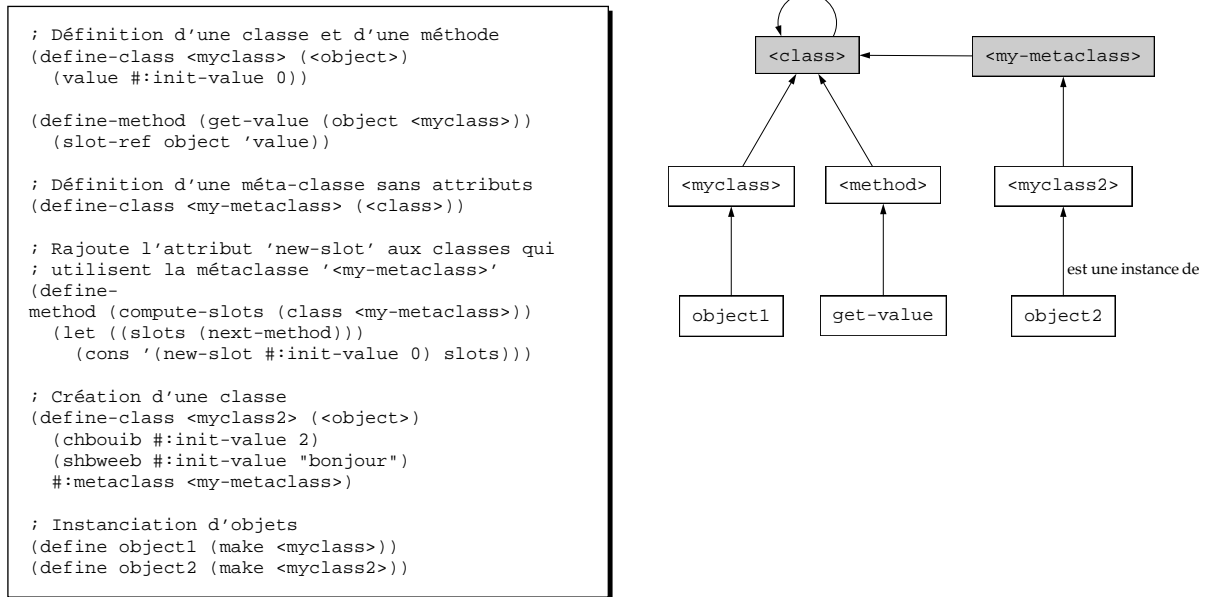 ; Définition d'une classe et d'une méthode
(define-class <myclass> (<object>)
  (value #:init-value 0))
(define-method (get-value (object <myclass>))
  (slot-ref object ’value))
; Définition d'une méta-classe sans attributs
(define-class <my-metaclass> (<class>))
; Rajoute l'attribut ’new-slot’ aux classes qui
; utilisent la métaclasse ’<my-metaclass>’
(define-
method (compute-slots (class <my-metaclass>))
  (let ((slots (next-method)))
    (cons ’(new-slot #:init-value 0) slots)))
; Création d'une classe
(define-class <myclass2> (<object>)
  (chbouib #:init-value 2)
  (shbweeb #:init-value "bonjour")
  #:metaclass <my-metaclass>)
; Instanciation d'objets
(define object1 (make <myclass>))
(define object2 (make <myclass2>))
<class>
<my-metaclass>
<myclass>
<method>
<myclass2>
est une instance de
object1
get-value
object2